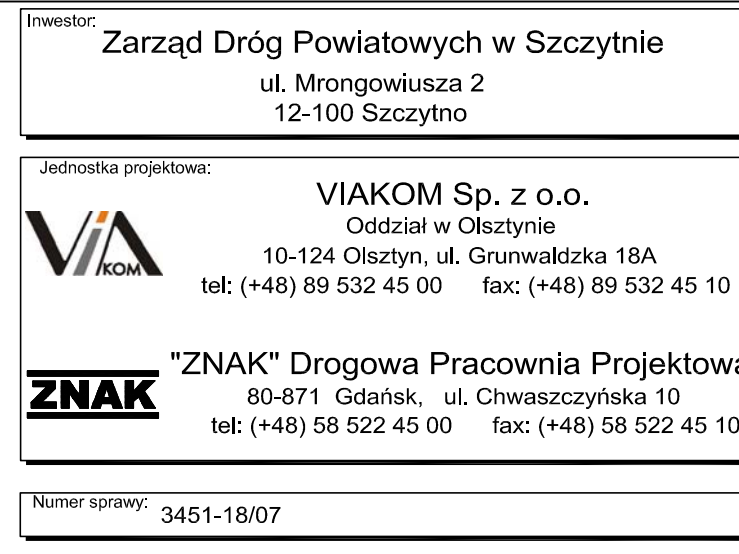 Inwestor:
Zarząd Dróg Powiatowych w Szczytnie
ul. Mrongowiusza 2
12-100 Szczytno
Jednostka projektowa:
VIAKOM Sp. z o.o.
Oddział w Olsztynie
10-124 Olsztyn, ul. Grunwaldzka 18A
tel: (+48) 89 532 45 00 fax: (+48) 89 532 45 10
ViA KOM
"ZNAK" Drogowa Pracownia Projektowa
ZNAK
80-871 Gdańsk, ul. Chwaszczyńska 10
tel: (+48) 58 522 45 00 fax: (+48) 58 522 45 10
Numer sprawy:
3451-18/07